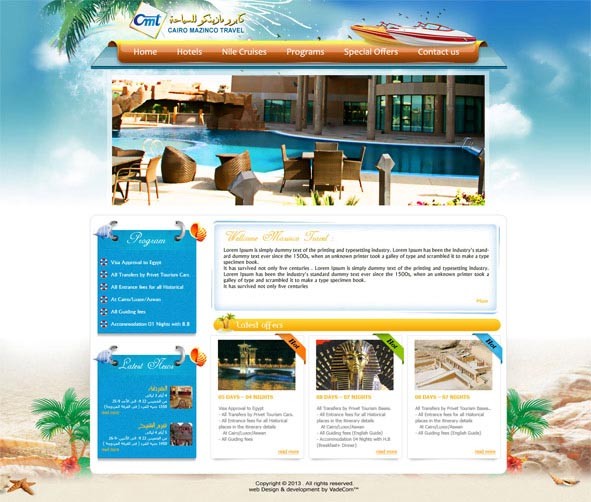 كايرو مازينكو للسياحة
Cmt
CAIRO MAZINCO TRAVEL
Home Hotels Nile Cruises Programs Special Offers Contact us
Program
Visa Approval to Egypt
All Transfers by Privet Tourism Cars.
All Entrance fees for all Historical
At Cairo/Luxor/Aswan
All Guiding fees
Accommodation 05 Nights with B.B
Latest News
read more
read more
Welcome Mazinco Travel :
Lorem Ipsum is simply dummy text of the printing and typesetting industry. Lorem Ipsum has been the industry's stand-
ard dummy text ever since the 1500s, when an unknown printer took a galley of type and scrambled it to make a type
specimen book.
It has survived not only five centuries . Lorem Ipsum is simply dummy text of the printing and typesetting industry.
Lorem Ipsum has been the industry's standard dummy text ever since the 1500s, when an unknown printer took a galley
of type and scrambled it to make a type specimen book.
It has survived not only five centuries
More
Latest offers
Hot
Hot
Hot
05 DAYS - 04 NIGHTS
Visa Approval to Egypt
- All Transfers by Privet Tourism Cars.
- All Entrance fees for all Historical
places in the itinerary details
At Cairo/Luxor/Aswan
- All Guiding fees
read more
08 DAYS - 07 NIGHTS
- All Transfers by Privet Tourism Bases.
- All Entrance fees for all Historical
places in the itinerary details
At Cairo/Luxor/Aswan
- All Guiding fees (English Guide)
- Accommodation 04 Nights with H.B
(Breakfast+ Dinner)
read more
08 DAYS - 07 NIGHTS
- All Transfers by Privet Tourism Bases.
- All Entrance fees for all Historical
places in the itinerary details
At Cairo/Luxor/Aswan
- All Guiding fees (English Guide)
read more
Copyright © 2013 . All rights reserved.
web Design & development by VadeCom™